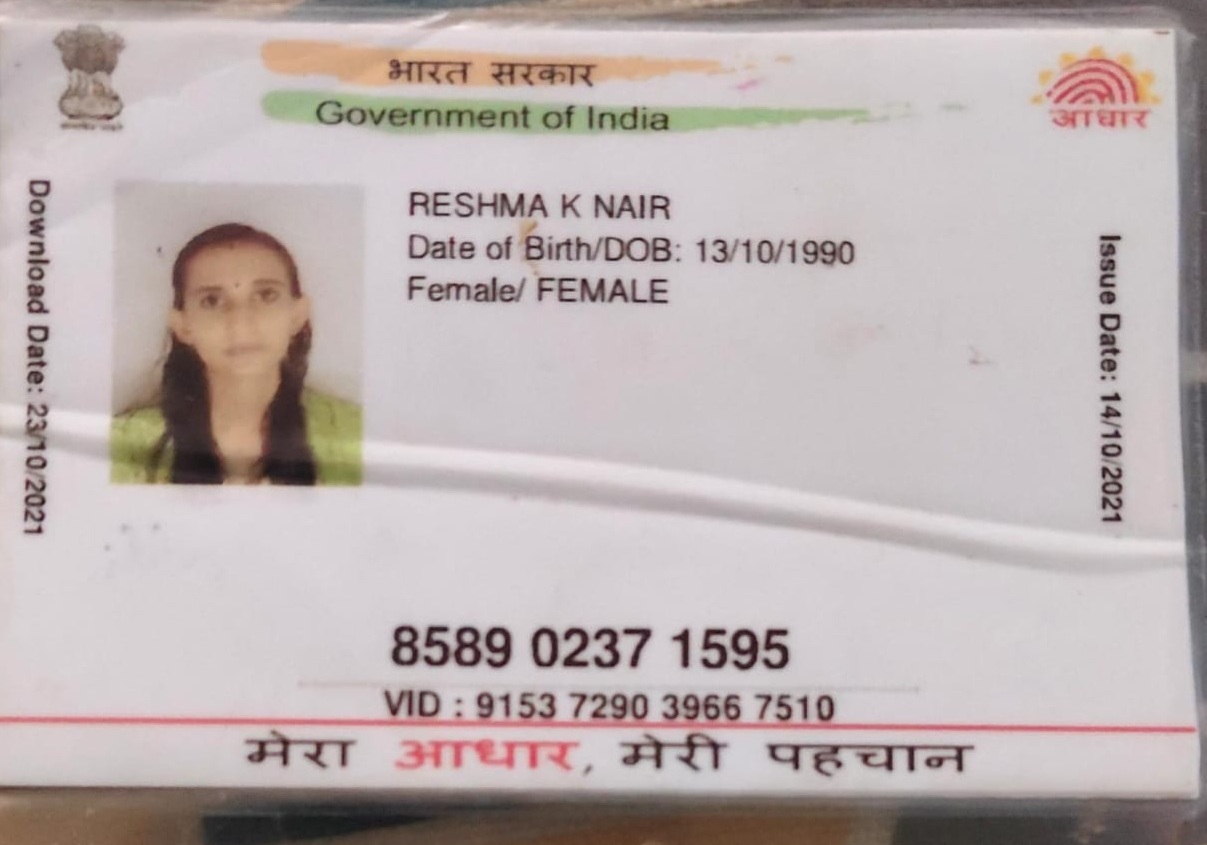 भारत सरकार
Government of India
आधार
Download Date: 23/10/2021
RESHMA K NAIR
Date of Birth/DOB: 13/10/1990
Female/ FEMALE
Issue Date: 14/10/2021
8589 0237 1595
VID : 9153 7290 3966 7510
मेरा आधार, मेरी पहचान